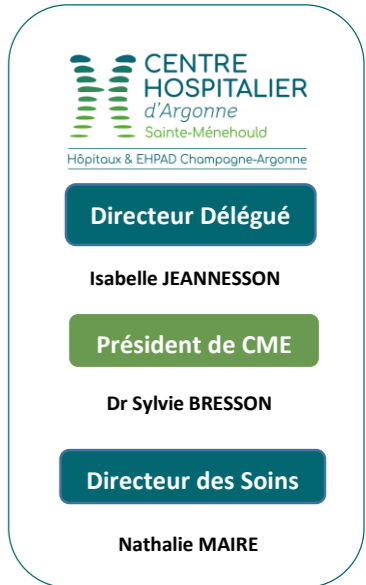 CENTRE
HOSPITALIER
d'Argonne
Sainte-Ménehould
Hôpitaux & EHPAD Champagne-Argonne
Directeur Délégué
Isabelle JEANNESSON
Président de CME
Dr Sylvie BRESSON
Directeur des Soins
Nathalie MAIRE